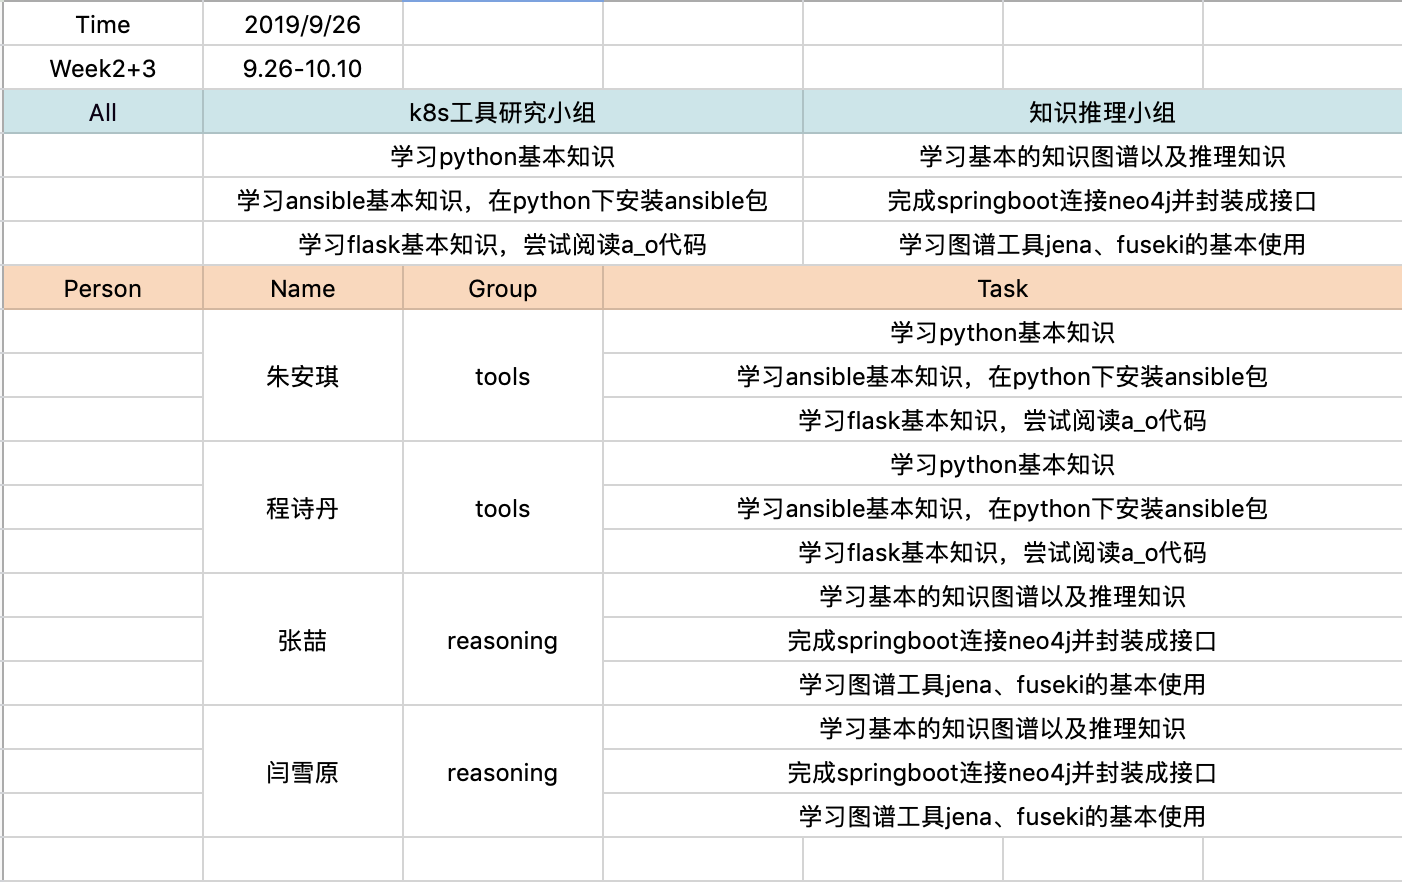 Time 2019/9/26
Week2+3 9.26-10.10
All k8s工具研究小组 知识推理小组
学习python基本知识 学习基本的知识图谱以及推理知识
学习ansible基本知识，在python下安装ansible包 完成springboot连接neo4j并封装成接口
学习flask基本知识，尝试阅读a_o代码 学习图谱工具jena、fuseki的基本使用
Person Name Group Task
学习python基本知识
朱安琪 tools 学习ansible基本知识，在python下安装ansible包
学习flask基本知识，尝试阅读a_o代码
学习python基本知识
程诗丹 tools 学习ansible基本知识，在python下安装ansible包
学习flask基本知识，尝试阅读a_o代码
学习基本的知识图谱以及推理知识
张喆 reasoning 完成springboot连接neo4j并封装成接口
学习图谱工具jena、fuseki的基本使用
学习基本的知识图谱以及推理知识
闫雪原 reasoning 完成springboot连接neo4j并封装成接口
学习图谱工具jena、fuseki的基本使用